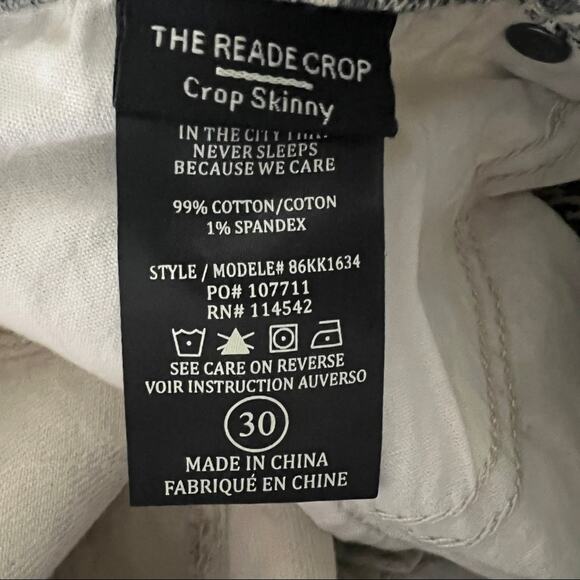 THE READE CROP
Crop Skinny
IN THE CITY THAT
NEVER SLEEPS
BECAUSE WE CARE
99% COTTON/COTON
1% SPANDEX
STYLE / MODELE# 86KK1634
PO# 107711
RN# 114542
SEE CARE ON REVERSE
VOIR INSTRUCTION AUVERSO
30
MADE IN CHINA
FABRIQUÉ EN CHINE